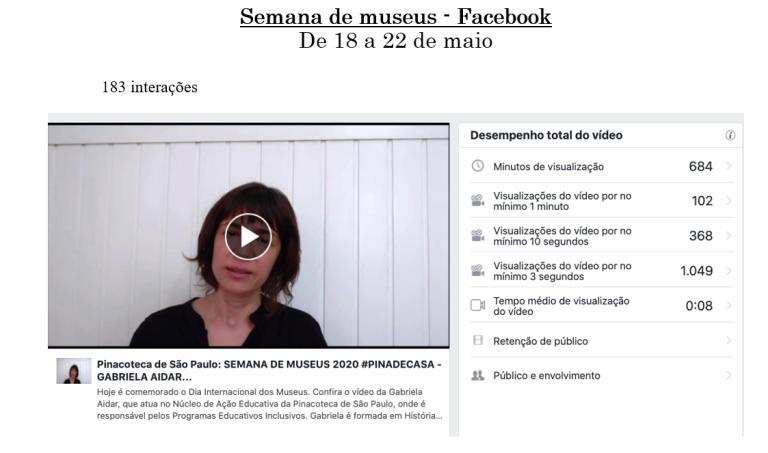 Semana de museus - Facebook
De 18 a 22 de maio
183 interações
Desempenho total do vídeo
Minutos de visualização 684
Visualizações do vídeo por no
mínimo 1 minuto 102
Visualizações do vídeo por no
mínimo 10 segundos 368
Visualizações do vídeo por no
mínimo 3 segundos 1.049
Tempo médio de visualização
do vídeo 0:08
Retenção de público
Público e envolvimento
Pinacoteca de São Paulo: SEMANA DE MUSEUS 2020 #PINADECASA -
GABRIELA AIDAR...
Hoje é comemorado o Dia Internacional dos Museus. Confira o vídeo da Gabriela
Aidar, que atua no Núcleo de Ação Educativa da Pinacoteca de São Paulo, onde é
responsável pelos Programas Educativos Inclusivos. Gabriela é formada em História...